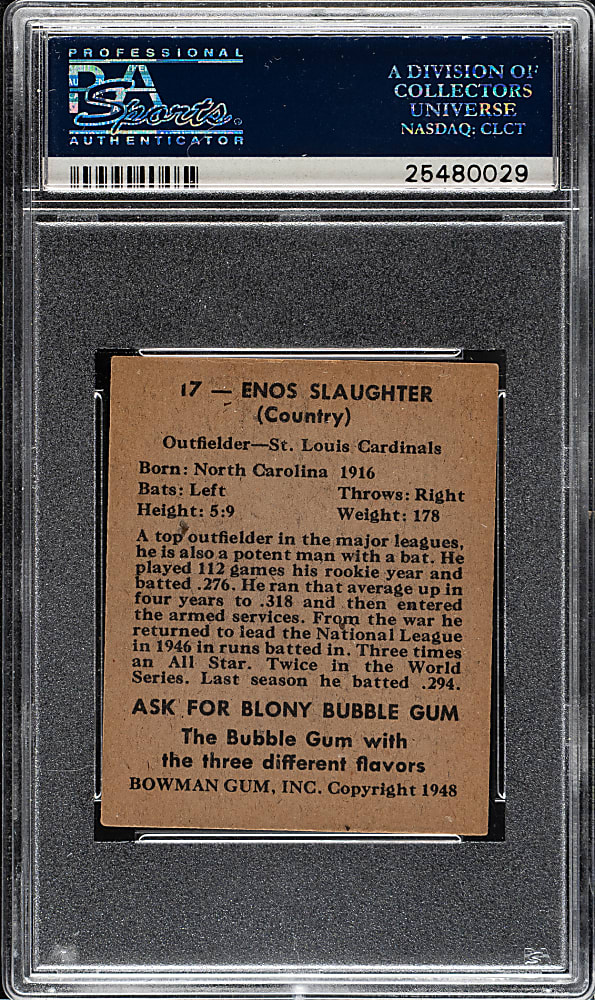 PROFESSIONAL
PSA
Sports
AUTHENTICATOR
A DIVISION OF
COLLECTORS
UNIVERSE
NASDAQ: CLCT
25480029
17 — ENOS SLAUGHTER
(Country)
Outfielder—St. Louis Cardinals
Born: North Carolina 1916
Bats: Left Throws: Right
Height: 5:9 Weight: 178
A top outfielder in the major leagues,
he is also a potent man with a bat. He
played 112 games his rookie year and
batted .276. He ran that average up in
four years to .318 and then entered
the armed services. From the war he
returned to lead the National League
in 1946 in runs batted in. Three times
an All Star. Twice in the World
Series. Last season he batted .294.
ASK FOR BLONY BUBBLE GUM
The Bubble Gum with
the three different flavors
BOWMAN GUM, INC. Copyright 1948